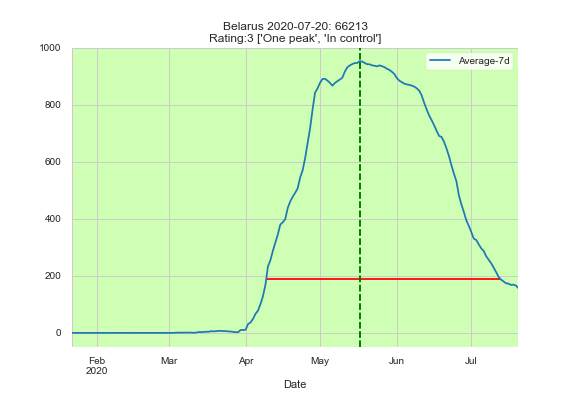 Belarus 2020-07-20: 66213
Rating:3 ['One peak', 'In control']
1000
800
600
400
200
0
Average-7d
Feb
2020
Mar
Apr
May
Jun
Jul
Date